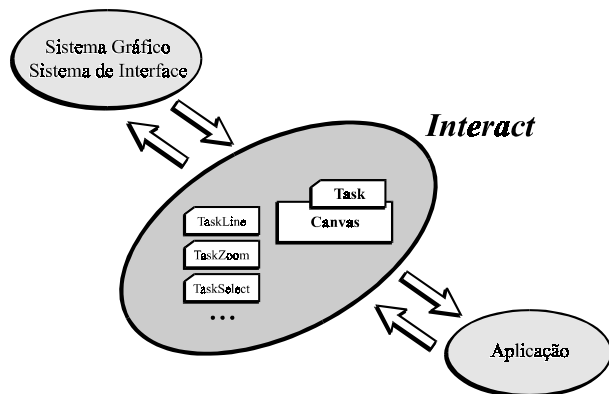 Sistema Gráfico
Sistema de Interface
Interact
Task
Canvas
TaskLine
TaskZoom
TaskSelect
...
Aplicação